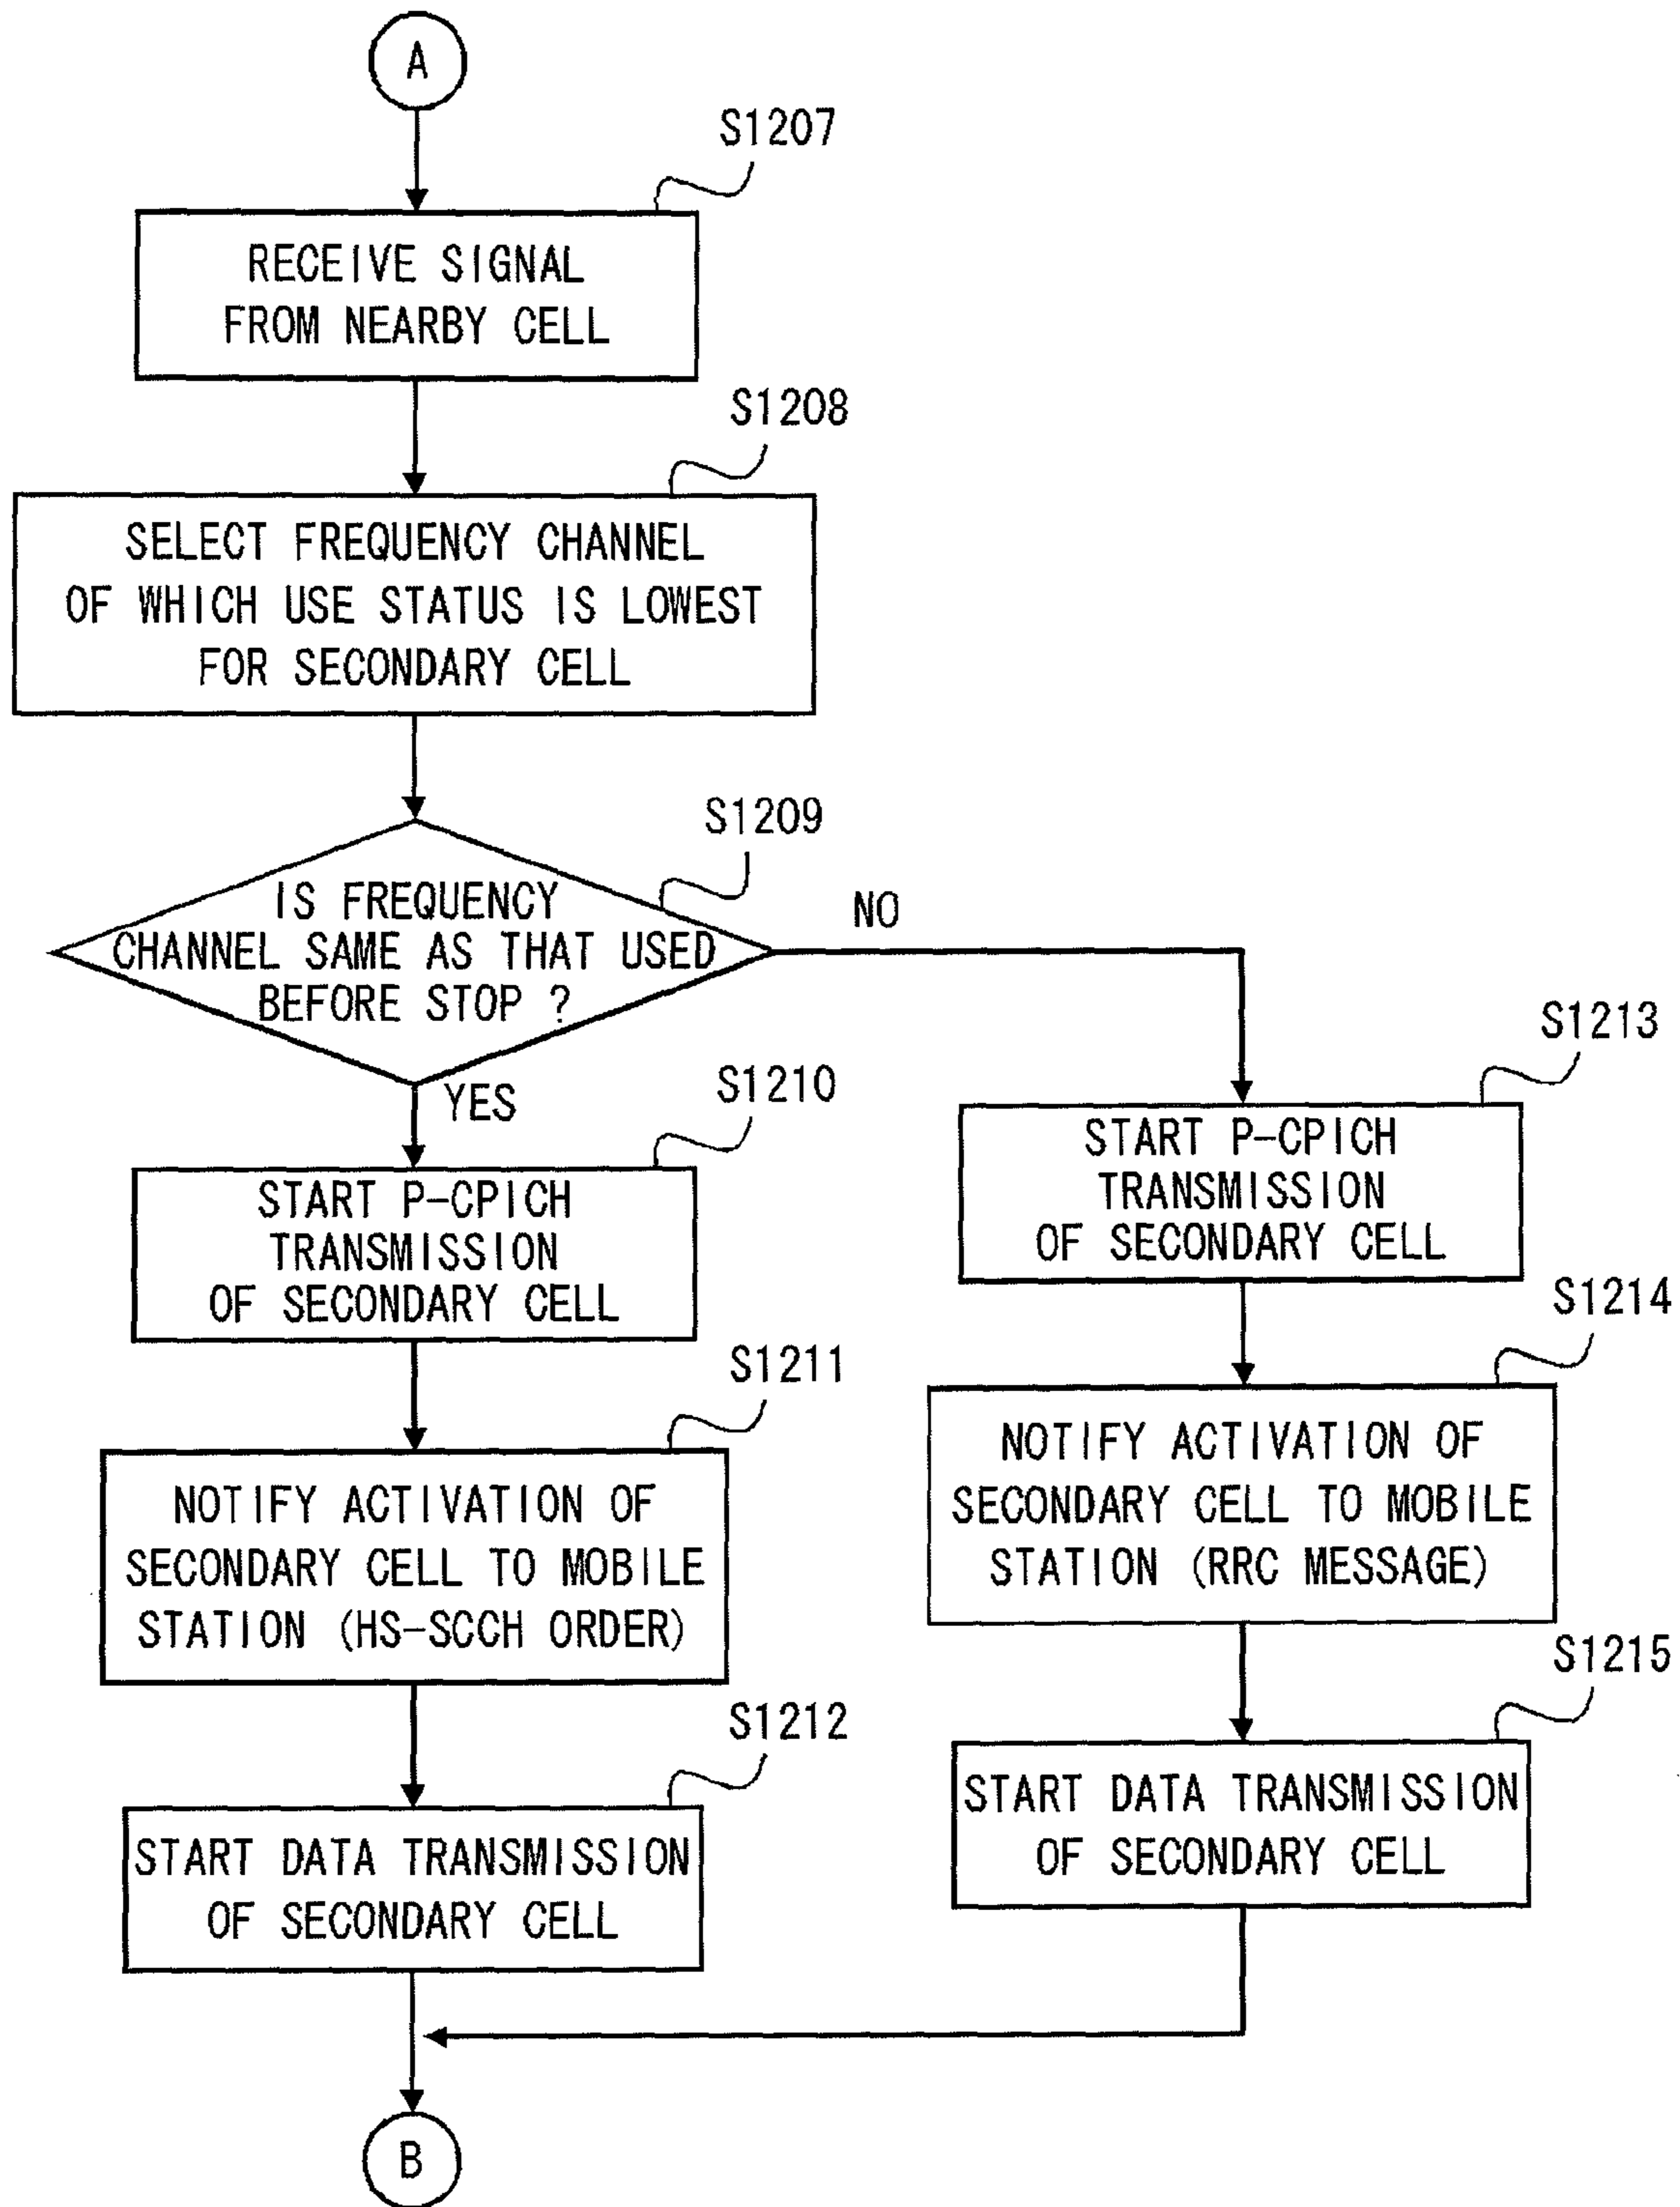 A
S1207
RECEIVE SIGNAL
FROM NEARBY CELL
S1208
SELECT FREQUENCY CHANNEL
OF WHICH USE STATUS IS LOWEST
FOR SECONDARY CELL
S1209
IS FREQUENCY
CHANNEL SAME AS THAT USED
BEFORE STOP ?
NO
YES
S1210
START P-CPICH
TRANSMISSION
OF SECONDARY CELL
S1211
NOTIFY ACTIVATION OF
SECONDARY CELL TO MOBILE
STATION (HS-SCCH ORDER)
S1212
START DATA TRANSMISSION
OF SECONDARY CELL
S1213
START P-CPICH
TRANSMISSION
OF SECONDARY CELL
S1214
NOTIFY ACTIVATION OF
SECONDARY CELL TO MOBILE
STATION (RRC MESSAGE)
S1215
START DATA TRANSMISSION
OF SECONDARY CELL
B